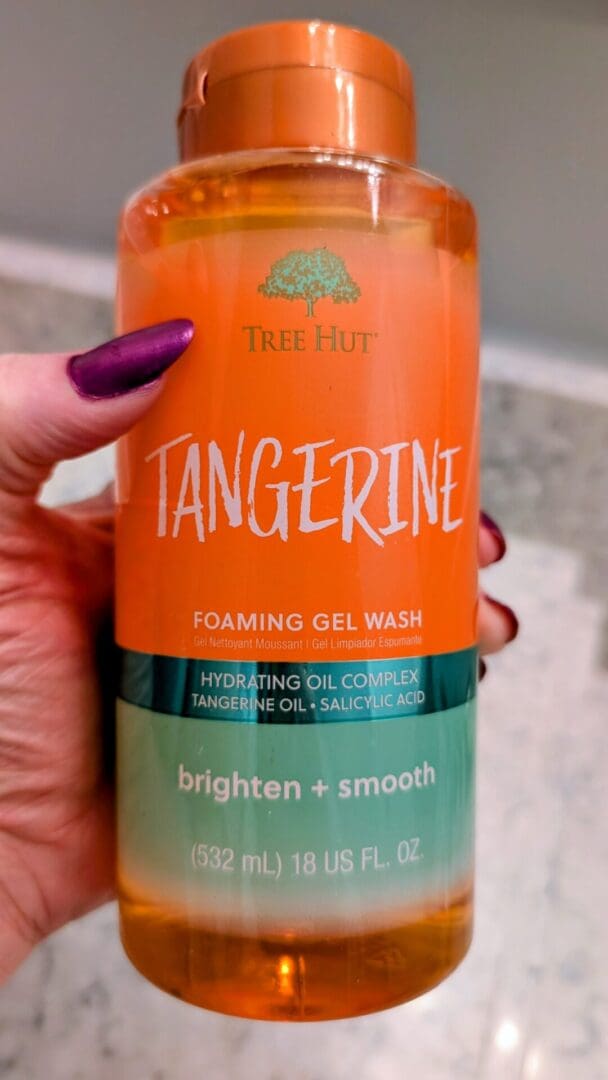 TREE HUT®
TANGERINE
FOAMING GEL WASH
Gel Nettoyant Moussant | Gel Limpiador Espumante
HYDRATING OIL COMPLEX
TANGERINE OIL • SALICYLIC ACID
brighten + smooth
(532 mL) 18 US FL. OZ.